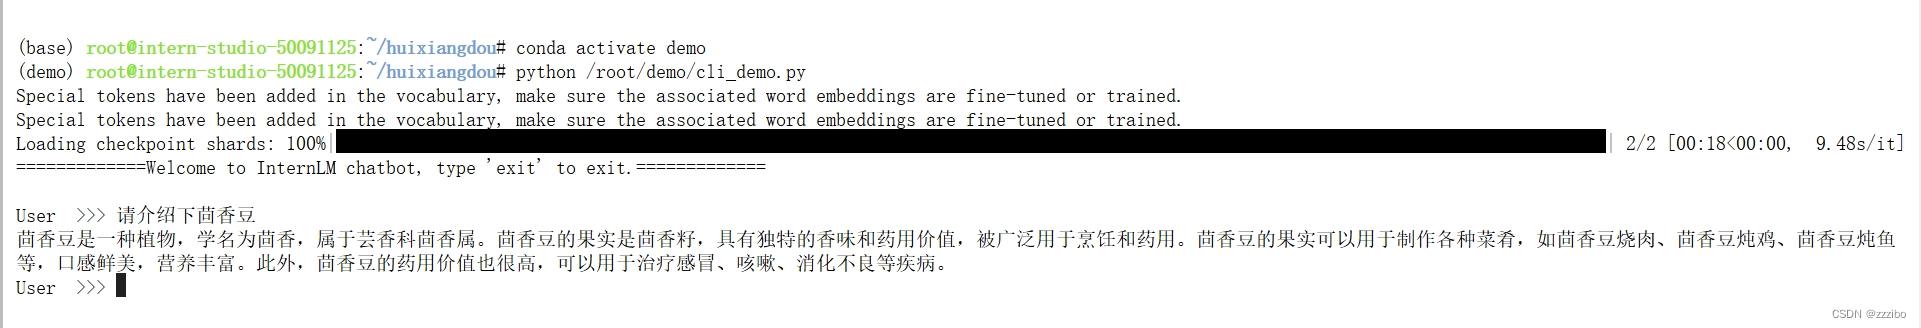 (base) root@intern-studio-50091125:~/huixiangdou# conda activate demo
(demo) root@intern-studio-50091125:~/huixiangdou# python /root/demo/cli_demo.py
Special tokens have been added in the vocabulary, make sure the associated word embeddings are fine-tuned or trained.
Special tokens have been added in the vocabulary, make sure the associated word embeddings are fine-tuned or trained.
Loading checkpoint shards: 100%|██████████| 2/2 [00:18<00:00,  9.48s/it]
=============Welcome to InternLM chatbot, type 'exit' to exit.=============
User  >>> 请介绍下茴香豆
茴香豆是一种植物，学名为茴香，属于芸香科茴香属。茴香豆的果实是茴香籽，具有独特的香味和药用价值，被广泛用于烹饪和药用。茴香豆的果实可以用于制作各种菜肴，如茴香豆烧肉、茴香豆炖鸡、茴香豆炖鱼
等，口感鲜美，营养丰富。此外，茴香豆的药用价值也很高，可以用于治疗感冒、咳嗽、消化不良等疾病。
User  >>>
CSDN @zzzibo